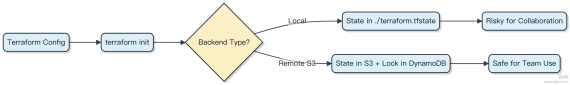 Terraform Config
terraform init
Backend Type?
Local
State in ./terraform.tfstate
Risky for Collaboration
Remote S3
State in S3 + Lock in DynamoDB
Safe for Team Use